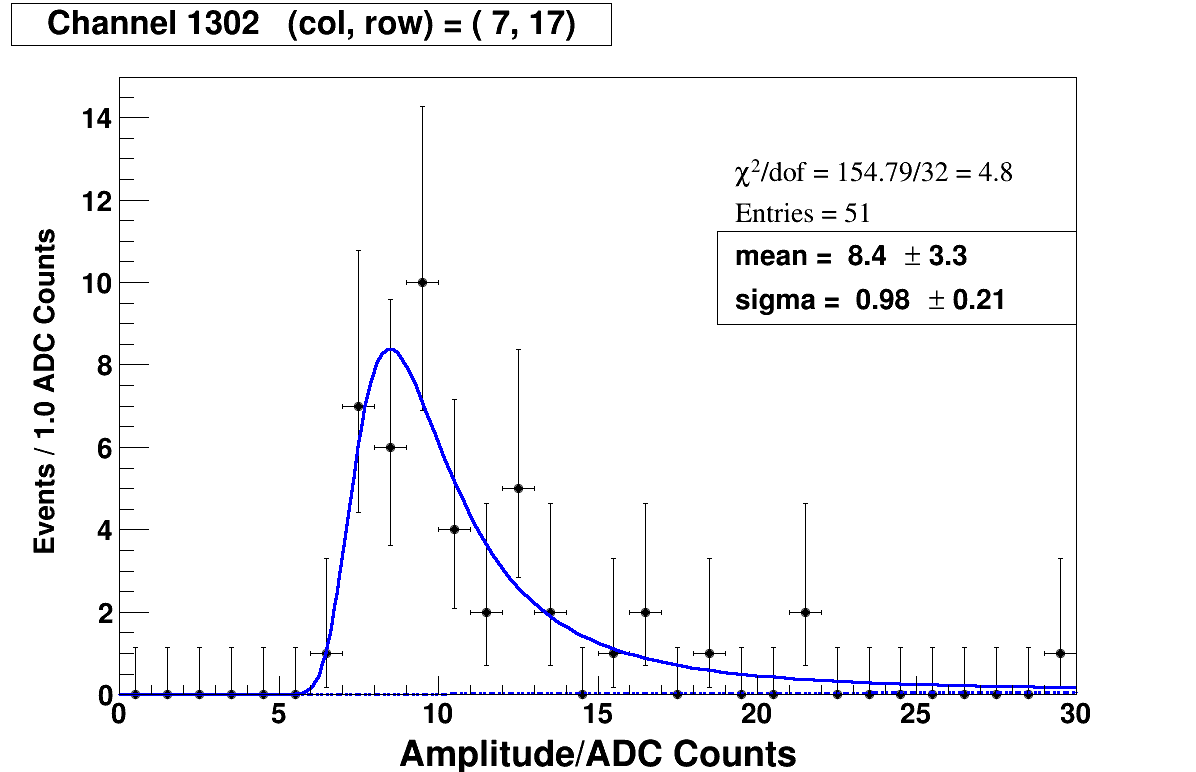 Channel 1302 (col, row) = ( 7, 17)
14
12
10
8
6
4
2
0
χ²/dof = 154.79/32 = 4.8
Entries = 51
mean = 8.4 ± 3.3
sigma = 0.98 ± 0.21
Events / 1.0 ADC Counts
0 5 10 15 20 25 30
Amplitude/ADC Counts